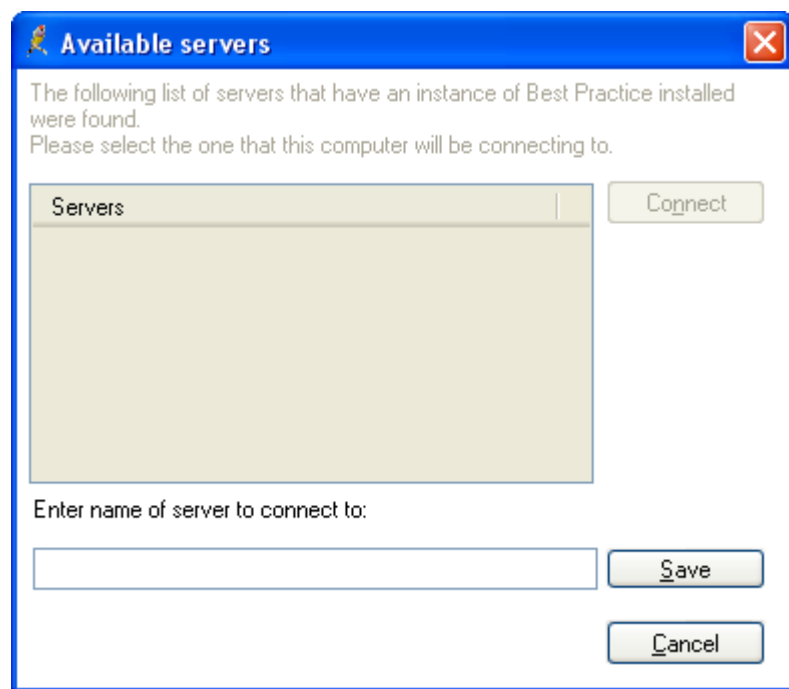 Available servers
The following list of servers that have an instance of Best Practice installed
were found.
Please select the one that this computer will be connecting to.
Servers
Connect
Enter name of server to connect to:
Save
Cancel